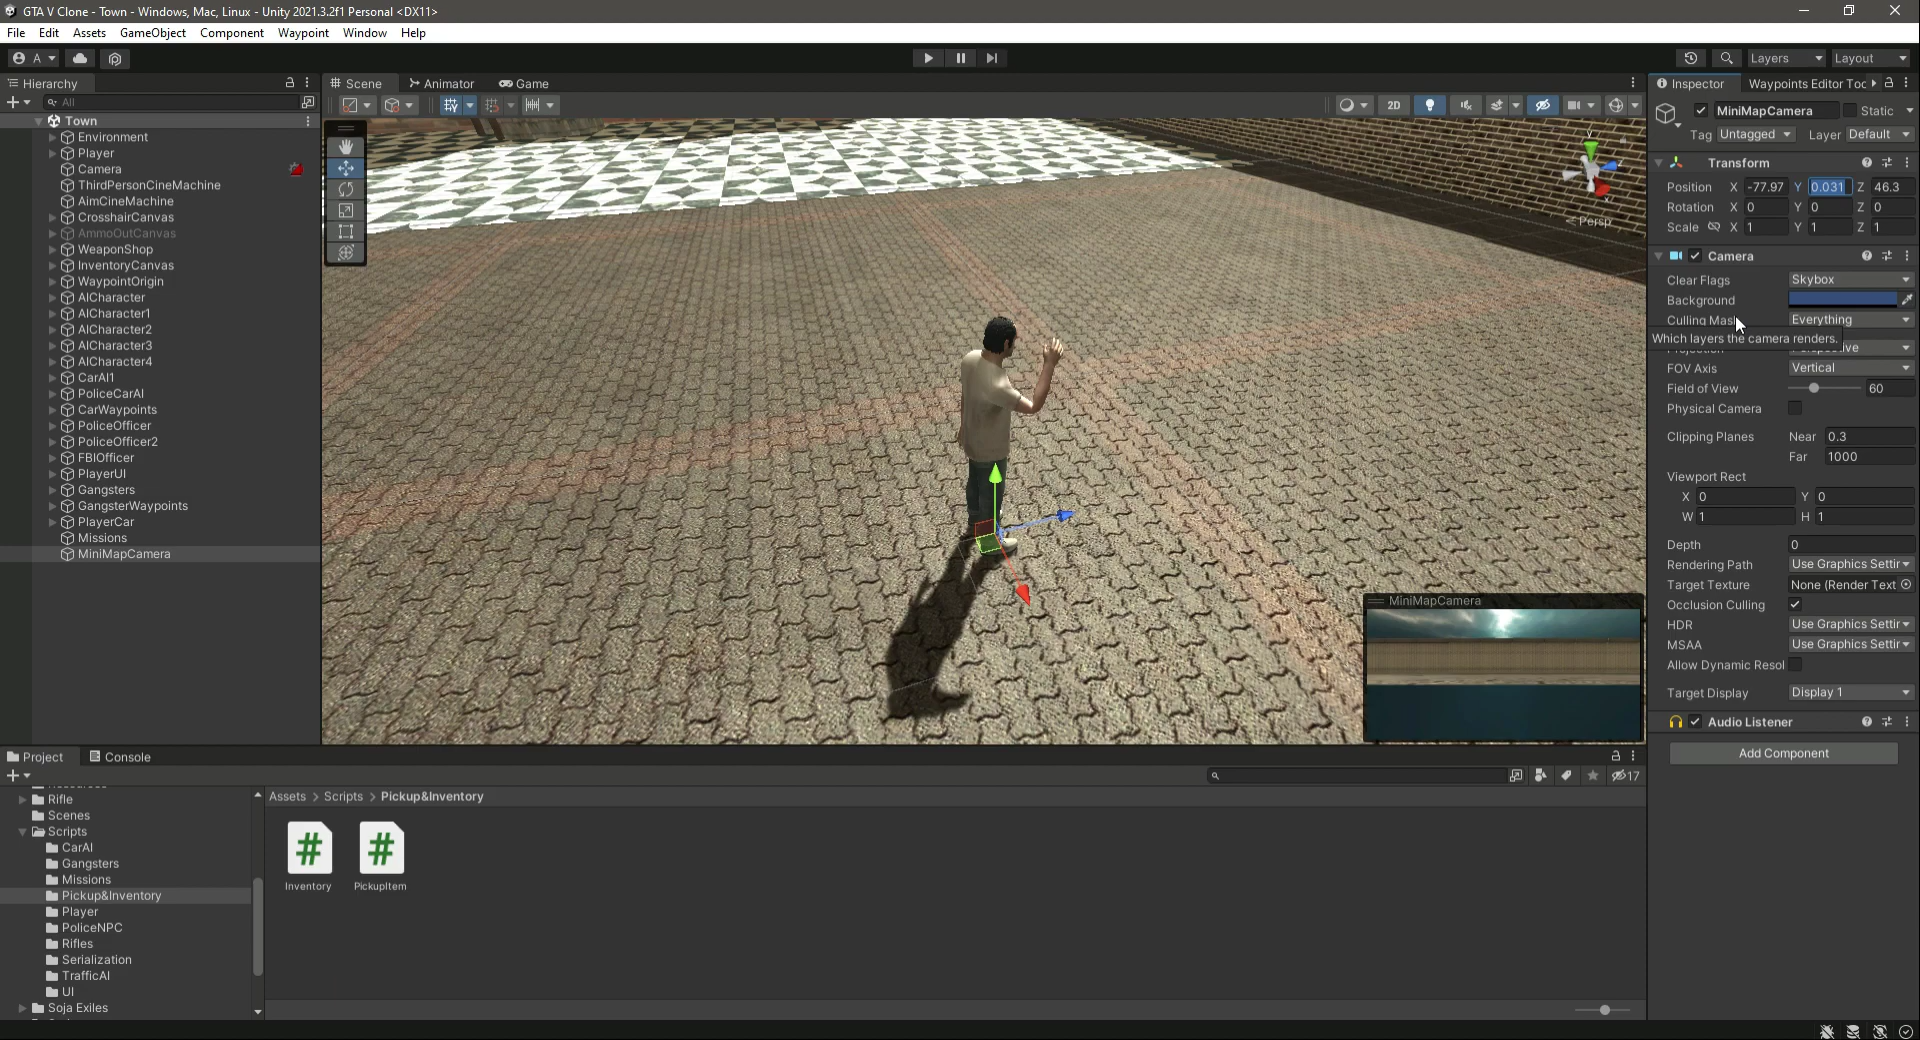 GTA V Clone - Town - Windows, Mac, Linux - Unity 2021.3.2f1 Personal <DX11>
File Edit Assets GameObject Component Waypoint Window Help
A
Layers
Layout
Hierarchy
All
Town
Environment
Player
Camera
ThirdPersonCineMachine
AimCineMachine
CrosshairCanvas
AmmoOutCanvas
WeaponShop
InventoryCanvas
WaypointOrigin
AICharacter
AICharacter1
AICharacter2
AICharacter3
AICharacter4
CarAI1
PoliceCarAI
CarWaypoints
PoliceOfficer
PoliceOfficer2
FBIOfficer
PlayerUI
Gangsters
GangsterWaypoints
PlayerCar
Missions
MiniMapCamera
Scene Animator Game
2D
y
z
x
Persp
MiniMapCamera
Inspector Waypoints Editor Too
MiniMapCamera Static
Tag Untagged Layer Default
Transform
Position X -77.97 Y 0.031 Z 46.3
Rotation X 0 Y 0 Z 0
Scale X 1 Y 1 Z 1
Camera
Clear Flags Skybox
Background
Culling Mask Everything
Which layers the camera renders.
FOV Axis Vertical
Field of View 60
Physical Camera
Clipping Planes Near 0.3
Far 1000
Viewport Rect
X 0 Y 0
W 1 H 1
Depth 0
Rendering Path Use Graphics Settir
Target Texture None (Render Text
Occlusion Culling
HDR Use Graphics Settir
MSAA Use Graphics Settir
Allow Dynamic Resol
Target Display Display 1
Audio Listener
Add Component
Project Console
17
Rifle
Scenes
Scripts
CarAI
Gangsters
Missions
Pickup&Inventory
Player
PoliceNPC
Rifles
Serialization
TrafficAI
UI
Soja Exiles
Assets > Scripts > Pickup&Inventory
# #
Inventory PickupItem